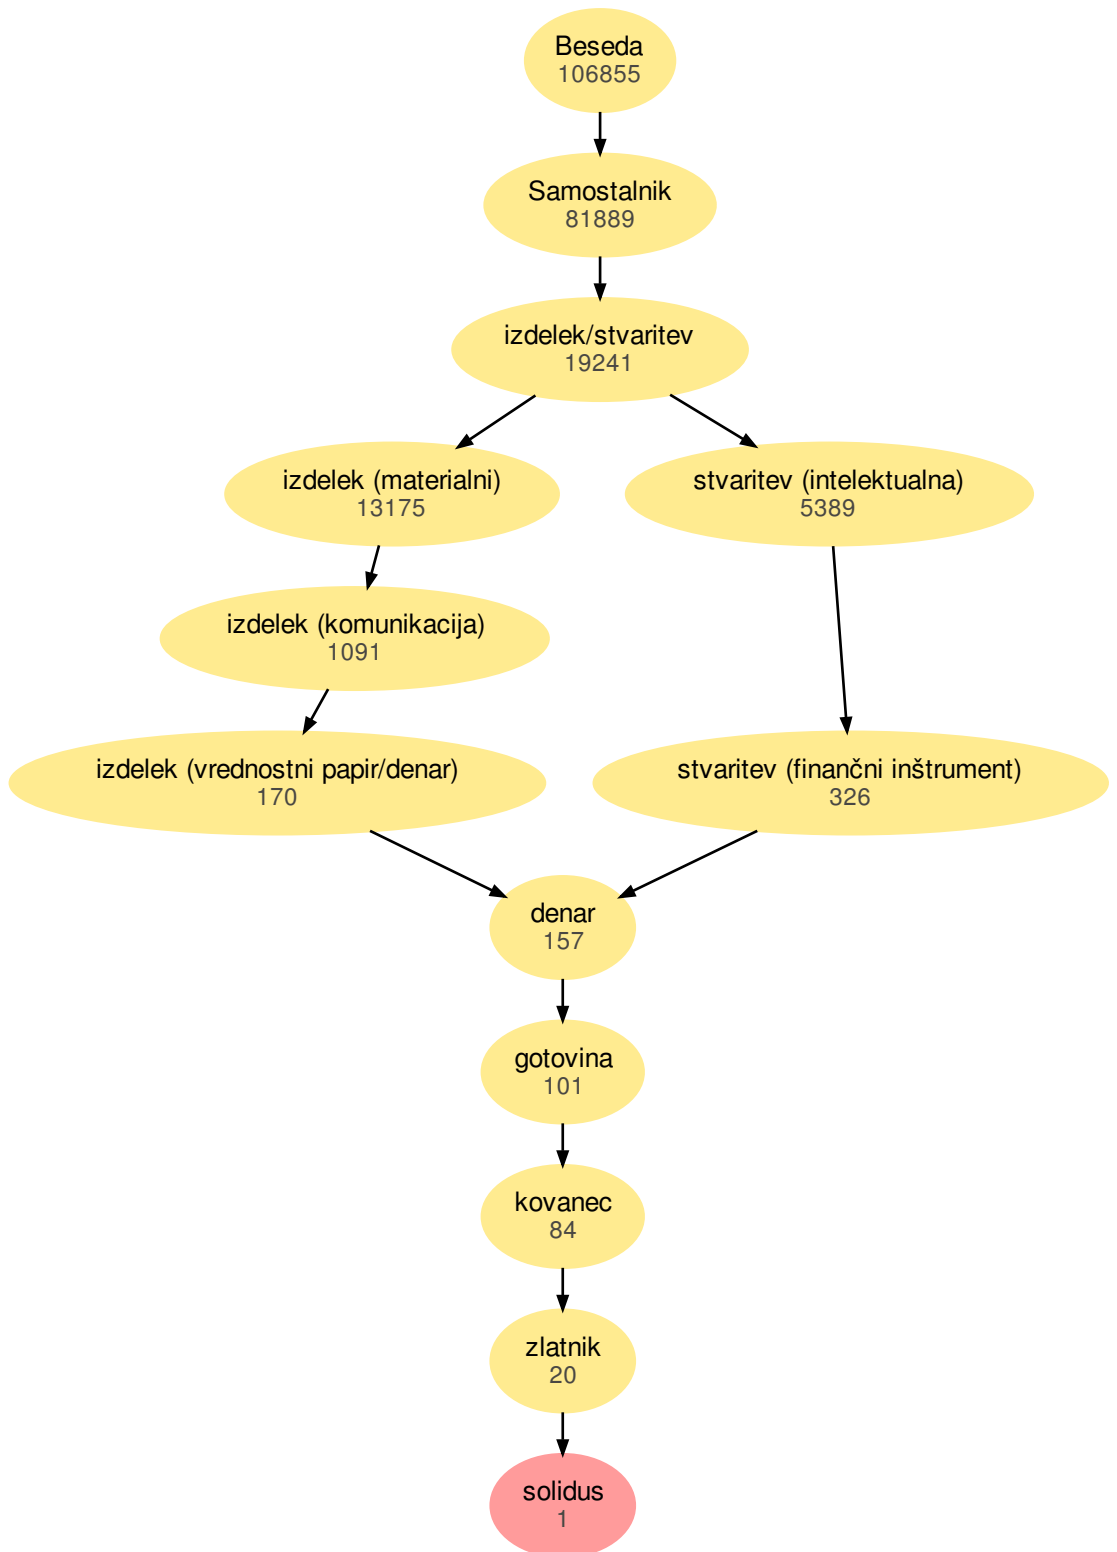 Beseda
106855
Samostalnik
81889
izdelek/stvaritev
19241
izdelek (materialni)
13175
stvaritev (intelektualna)
5389
izdelek (komunikacija)
1091
izdelek (vrednostni papir/denar)
170
stvaritev (finančni inštrument)
326
denar
157
gotovina
101
kovanec
84
zlatnik
20
solidus
1